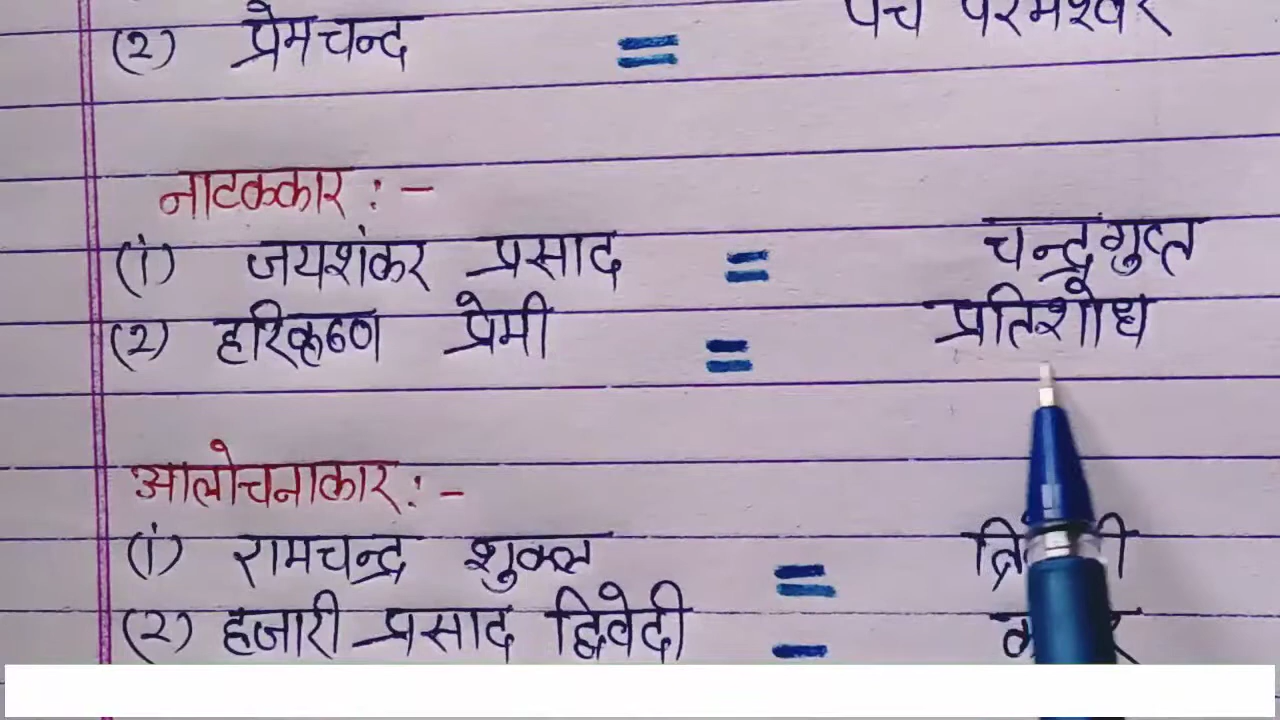 (2) प्रेमचन्द = पंच परमेश्वर
नाटककार :-
(1) जयशंकर प्रसाद = चन्द्रगुप्त
(2) हरिकृष्ण प्रेमी = प्रतिशोध
आलोचनाकार :-
(1) रामचन्द्र शुक्ल =
(2) हजारी प्रसाद द्विवेदी =